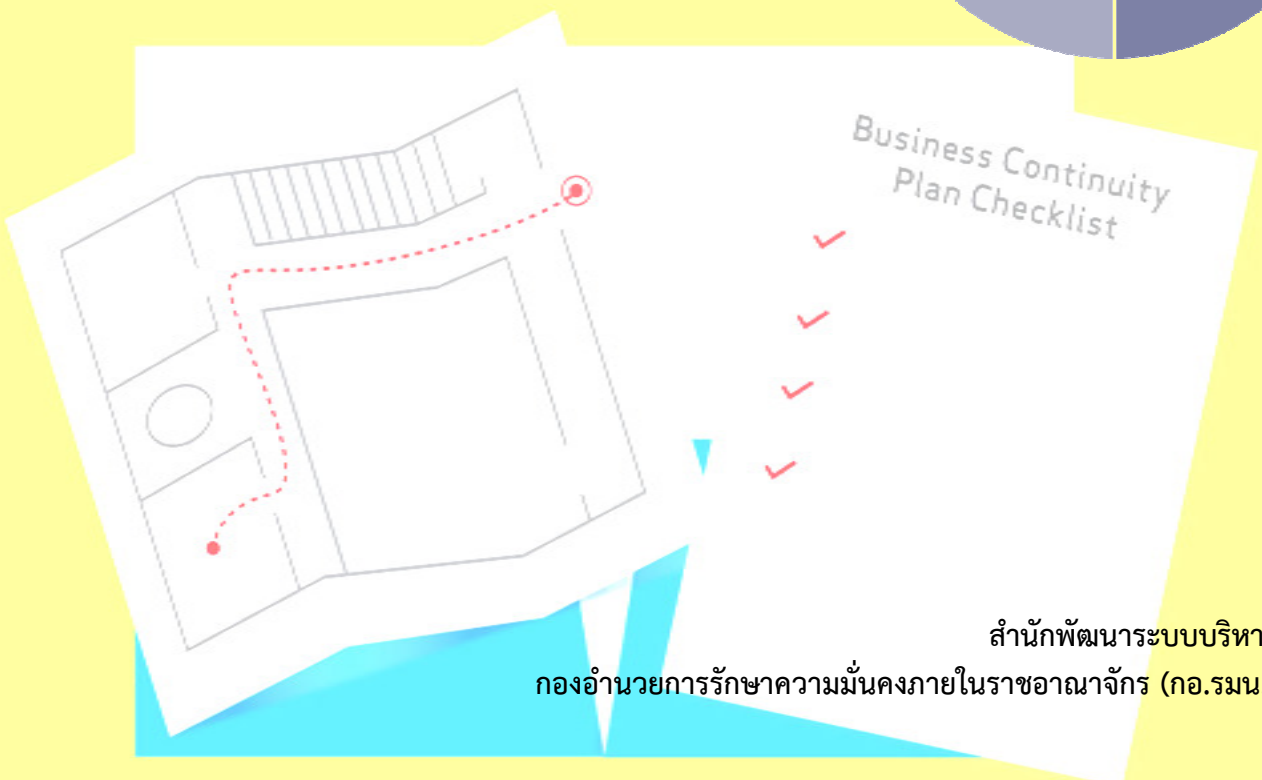 Business Continuity
Plan Checklist
สำนักพัฒนาระบบบริหา
กองอำนวยการรักษาความมั่นคงภายในราชอาณาจักร (กอ.รมน